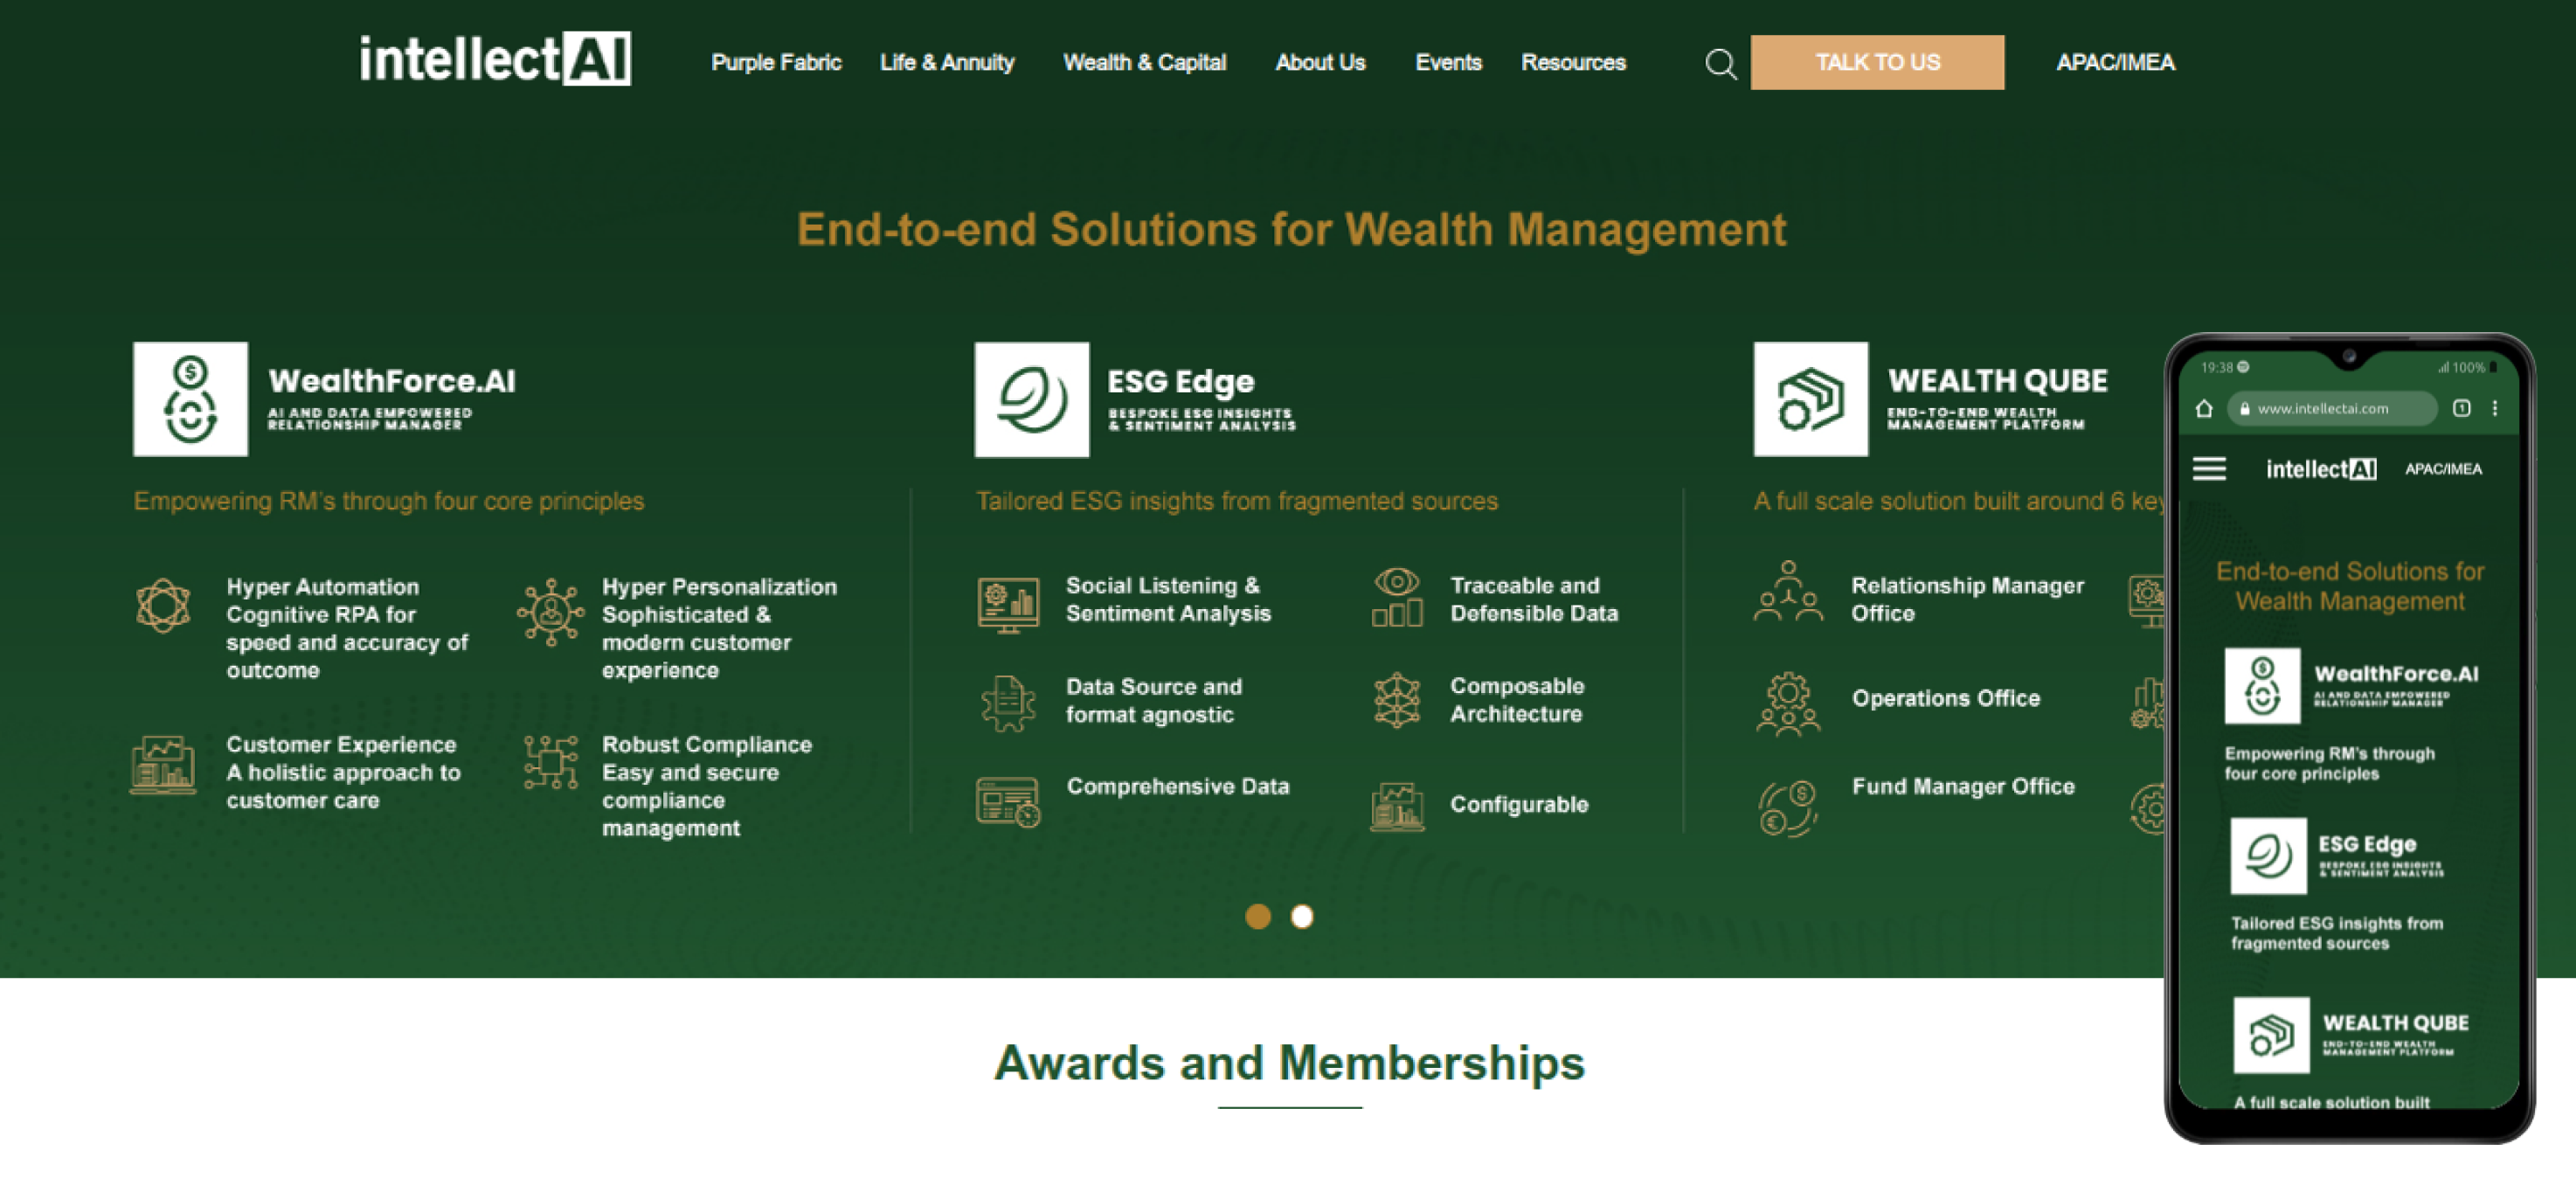 intellectAI
Purple Fabric
Life & Annuity
Wealth & Capital
About Us
Events
Resources
TALK TO US
APAC/IMEA
End-to-end Solutions for Wealth Management
WealthForce.AI
AI AND DATA EMPOWERED
RELATIONSHIP MANAGER
Empowering RM's through four core principles
Hyper Automation
Cognitive RPA for
speed and accuracy of
outcome
Hyper Personalization
Sophisticated &
modern customer
experience
Customer Experience
A holistic approach to
customer care
Robust Compliance
Easy and secure
compliance
management
ESG Edge
BESPOKE ESG INSIGHTS
& SENTIMENT ANALYSIS
Tailored ESG insights from fragmented sources
Social Listening &
Sentiment Analysis
Traceable and
Defensible Data
Data Source and
format agnostic
Composable
Architecture
Comprehensive Data
Configurable
WEALTH QUBE
END-TO-END WEALTH
MANAGEMENT PLATFORM
A full scale solution built around 6 key
Relationship Manager
Office
Operations Office
Fund Manager Office
Awards and Memberships
19:38
100%
www.intellectai.com
1
intellectAI
APAC/IMEA
End-to-end Solutions for
Wealth Management
WealthForce.AI
AI AND DATA EMPOWERED
RELATIONSHIP MANAGER
Empowering RM's through
four core principles
ESG Edge
BESPOKE ESG INSIGHTS
& SENTIMENT ANALYSIS
Tailored ESG insights from
fragmented sources
WEALTH QUBE
END-TO-END WEALTH
MANAGEMENT PLATFORM
A full scale solution built